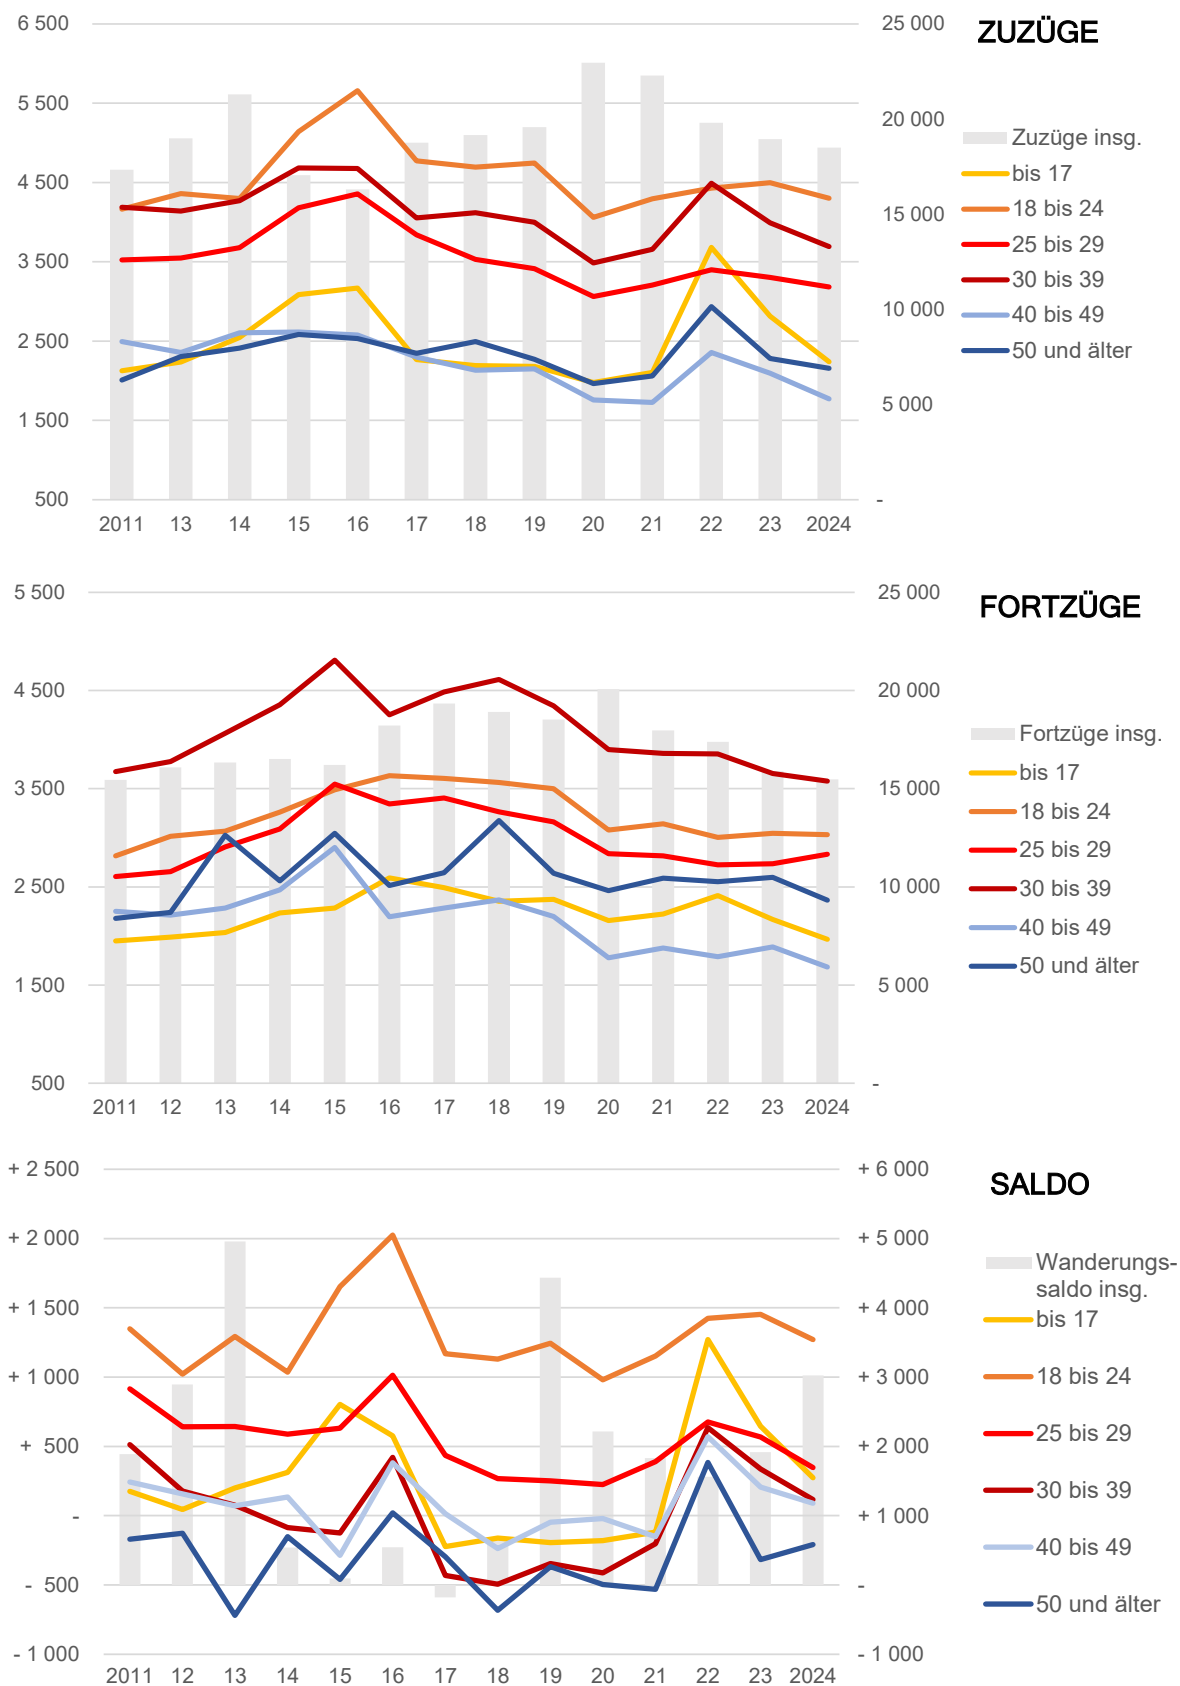 ZUZÜGE
6 500
5 500
4 500
3 500
2 500
1 500
500
25 000
20 000
15 000
10 000
5 000
-
Zuzüge insg.
bis 17
18 bis 24
25 bis 29
30 bis 39
40 bis 49
50 und älter
2011 13 14 15 16 17 18 19 20 21 22 23 2024
FORTZÜGE
5 500
4 500
3 500
2 500
1 500
500
25 000
20 000
15 000
10 000
5 000
-
Fortzüge insg.
bis 17
18 bis 24
25 bis 29
30 bis 39
40 bis 49
50 und älter
2011 12 13 14 15 16 17 18 19 20 21 22 23 2024
SALDO
+ 2 500
+ 2 000
+ 1 500
+ 1 000
+ 500
-
- 500
- 1 000
+ 6 000
+ 5 000
+ 4 000
+ 3 000
+ 2 000
+ 1 000
-
- 1 000
Wanderungs-
saldo insg.
bis 17
18 bis 24
25 bis 29
30 bis 39
40 bis 49
50 und älter
2011 12 13 14 15 16 17 18 19 20 21 22 23 2024